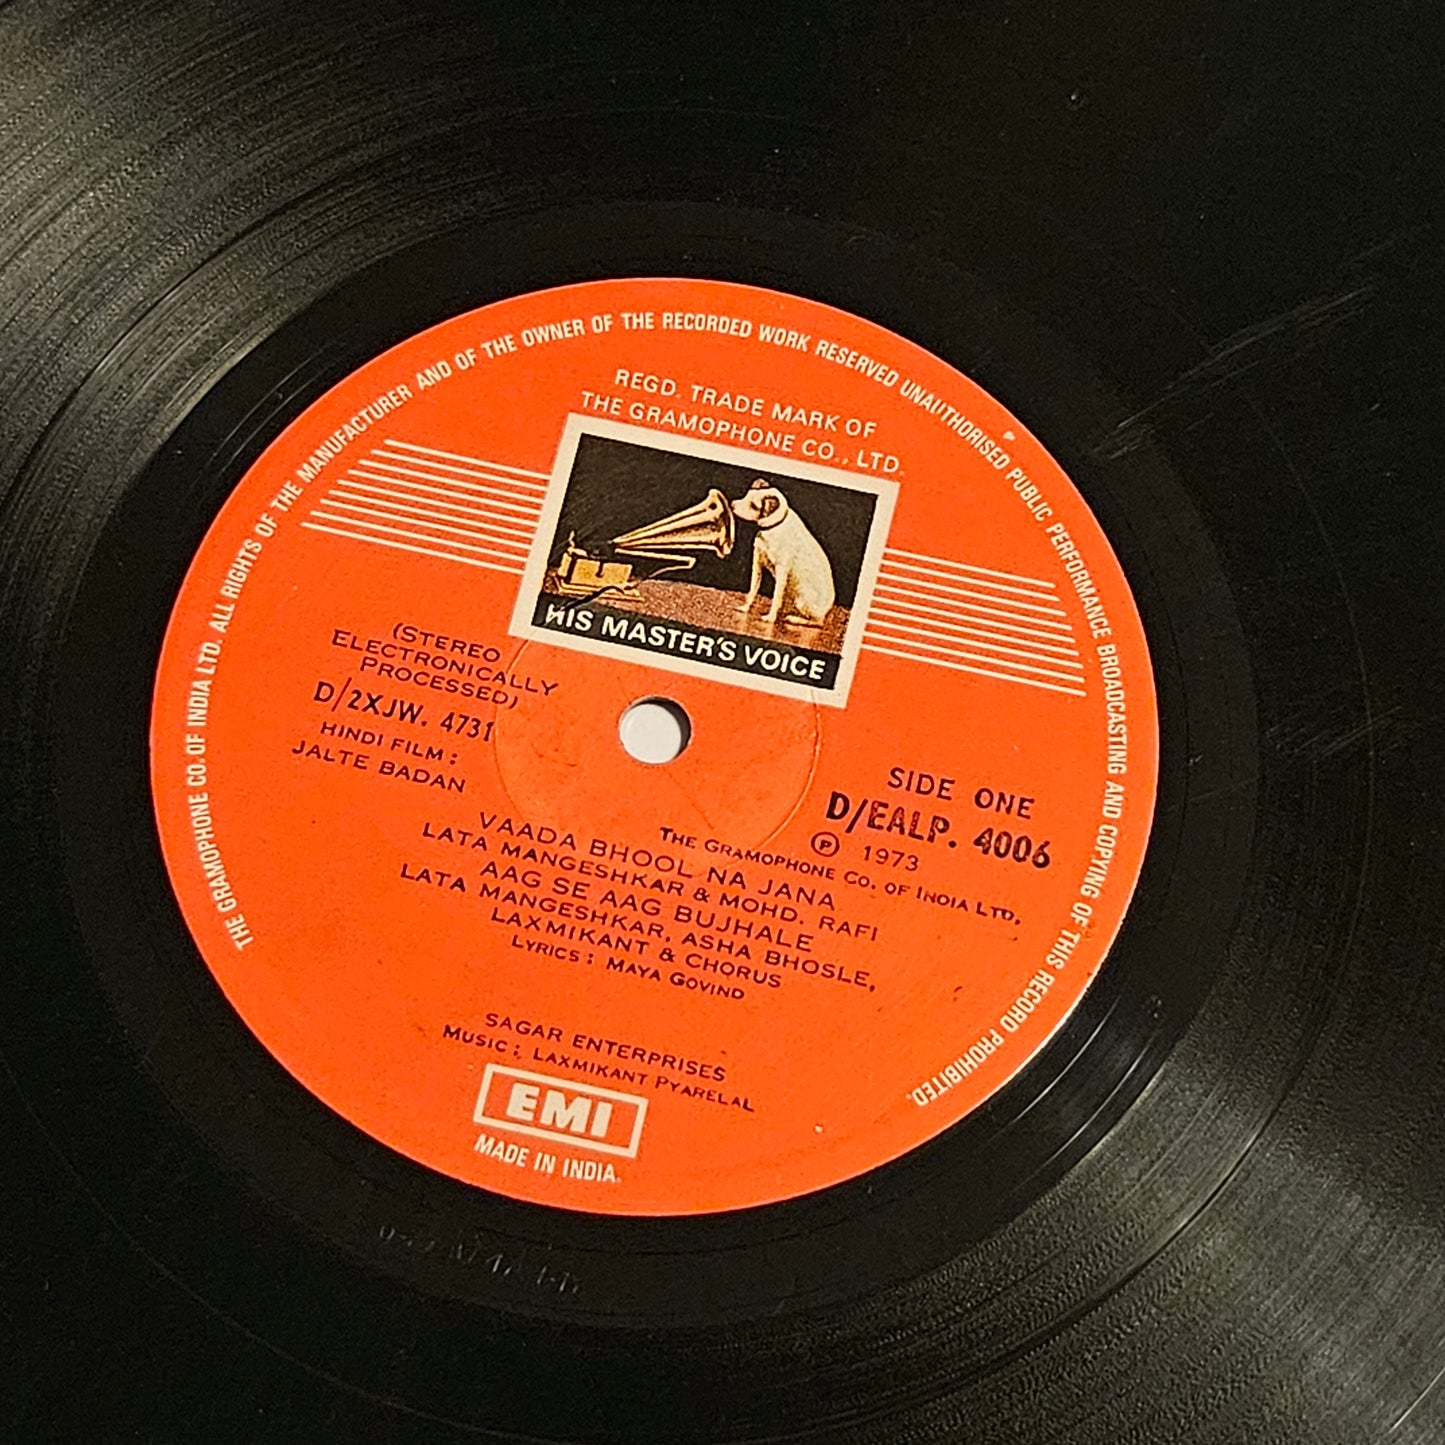 THE GRAMOPHONE CO. OF INDIA LTD. ALL RIGHTS OF THE MANUFACTURER AND OF THE OWNER OF THE RECORDED WORK RESERVED UNAUTHORISED PUBLIC PERFORMANCE BROADCASTING AND COPYING OF THIS RECORD PROHIBITED.
REGD. TRADE MARK OF
THE GRAMOPHONE CO., LTD.
HIS MASTER'S VOICE
(STEREO
ELECTRONICALLY
PROCESSED)
D/2XJW. 4731
HINDI FILM:
JALTE BADAN
SIDE ONE
D/EALP. 4006
Ⓟ 1973
THE GRAMOPHONE CO. OF INDIA LTD.
VAADA BHOOL NA JANA
LATA MANGESHKAR & MOHD. RAFI
AAG SE AAG BUJHALE
LATA MANGESHKAR, ASHA BHOSLE,
LAXMIKANT & CHORUS
LYRICS: MAYA GOVIND
SAGAR ENTERPRISES
MUSIC: LAXMIKANT PYARELAL
EMI
MADE IN INDIA.